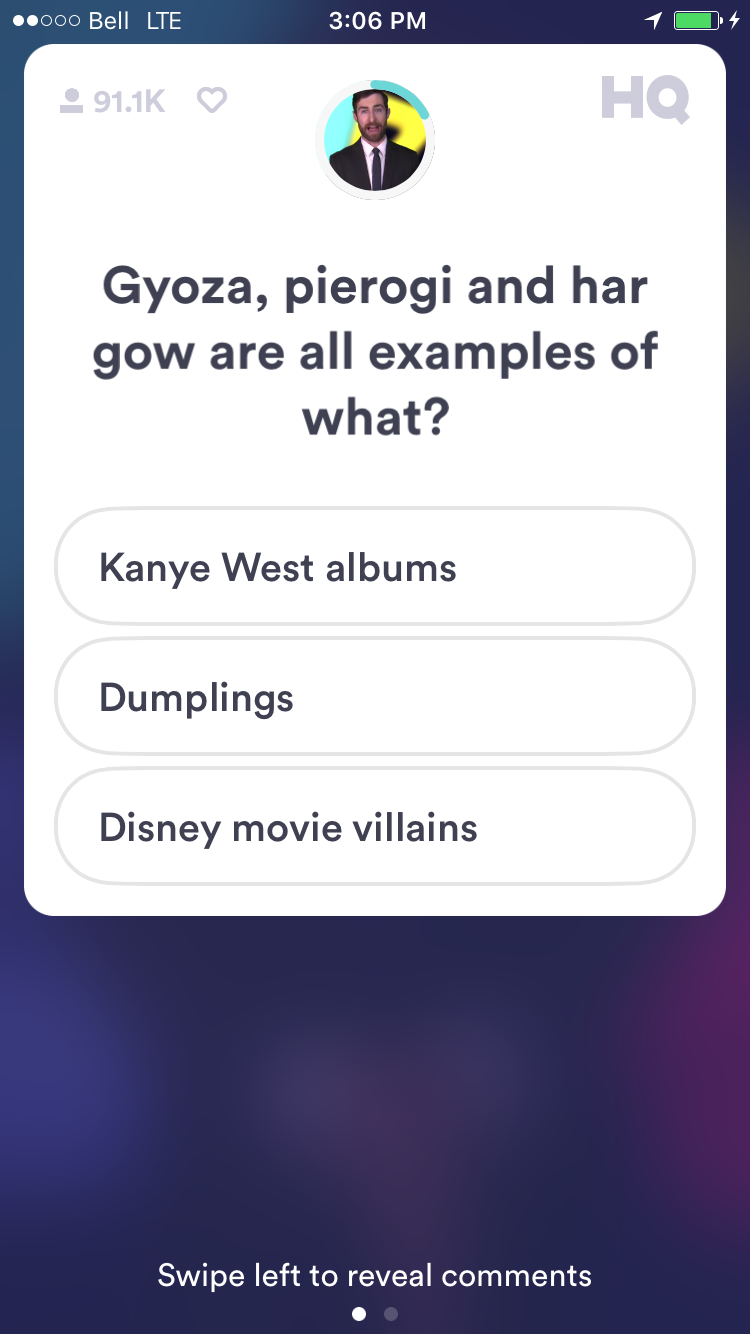 Bell LTE 3:06 PM
91.1K HQ
Gyoza, pierogi and har
gow are all examples of
what?
Kanye West albums
Dumplings
Disney movie villains
Swipe left to reveal comments